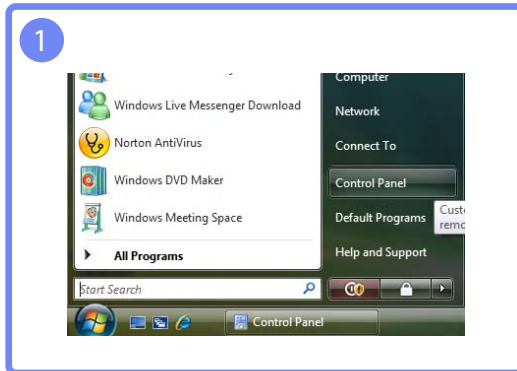 1
Computer
Windows Live Messenger Download
Network
Norton AntiVirus
Connect To
Windows DVD Maker
Control Panel
Windows Meeting Space
Default Programs
All Programs
Help and Support
Start Search
Control Panel